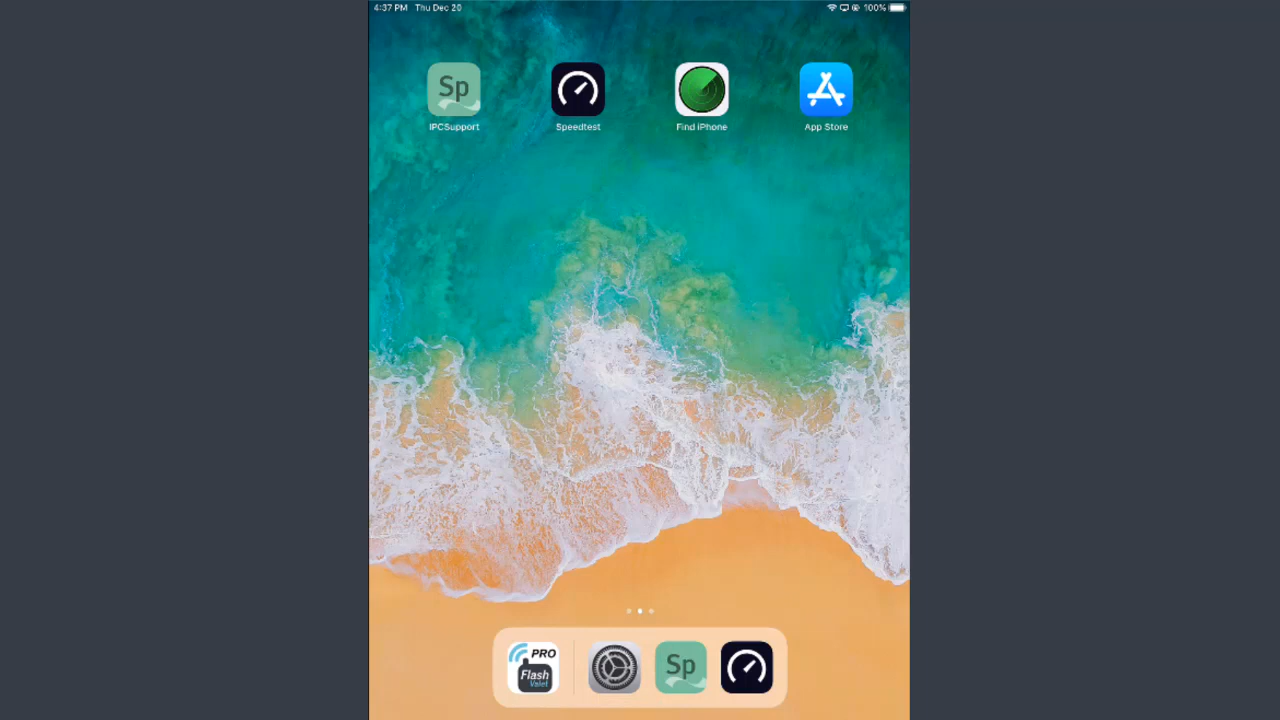 4:37 PM Thu Dec 20
100%
Sp
IPCSupport
Speedtest
Find iPhone
App Store
PRO
Flash
Valet
Sp